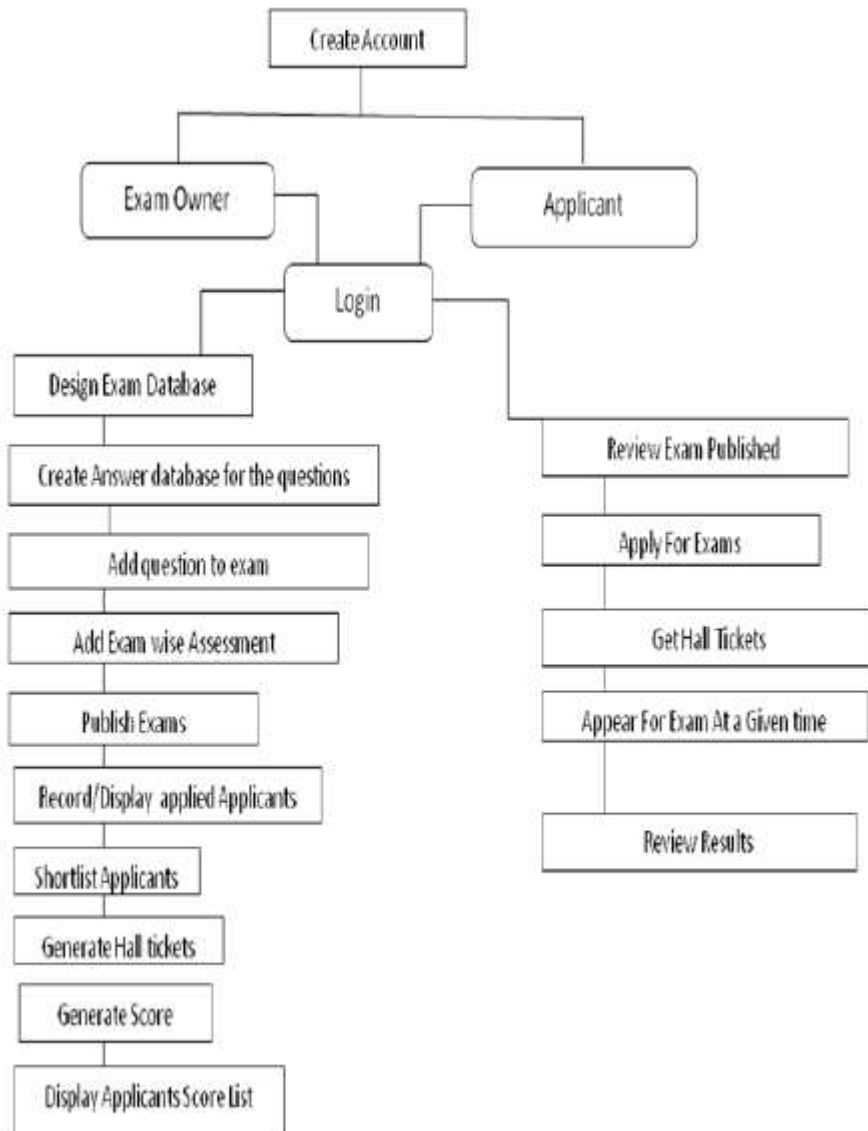 Create Account
Exam Owner
Applicant
Login
Design Exam Database
Create Answer database for the questions
Add question to exam
Add Exam wise Assessment
Publish Exams
Record/Display applied Applicants
Shortlist Applicants
Generate Hall tickets
Generate Score
Display Applicants Score List
Review Exam Published
Apply For Exams
Get Hall Tickets
Appear For Exam At a Given time
Review Results